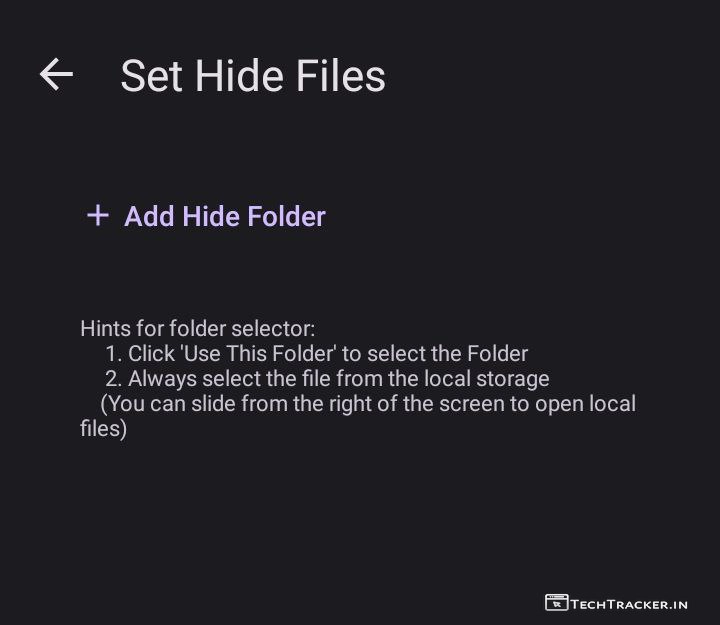 Set Hide Files
+ Add Hide Folder
Hints for folder selector:
1. Click 'Use This Folder' to select the Folder
2. Always select the file from the local storage
(You can slide from the right of the screen to open local
files)
TECHTRACKER.IN